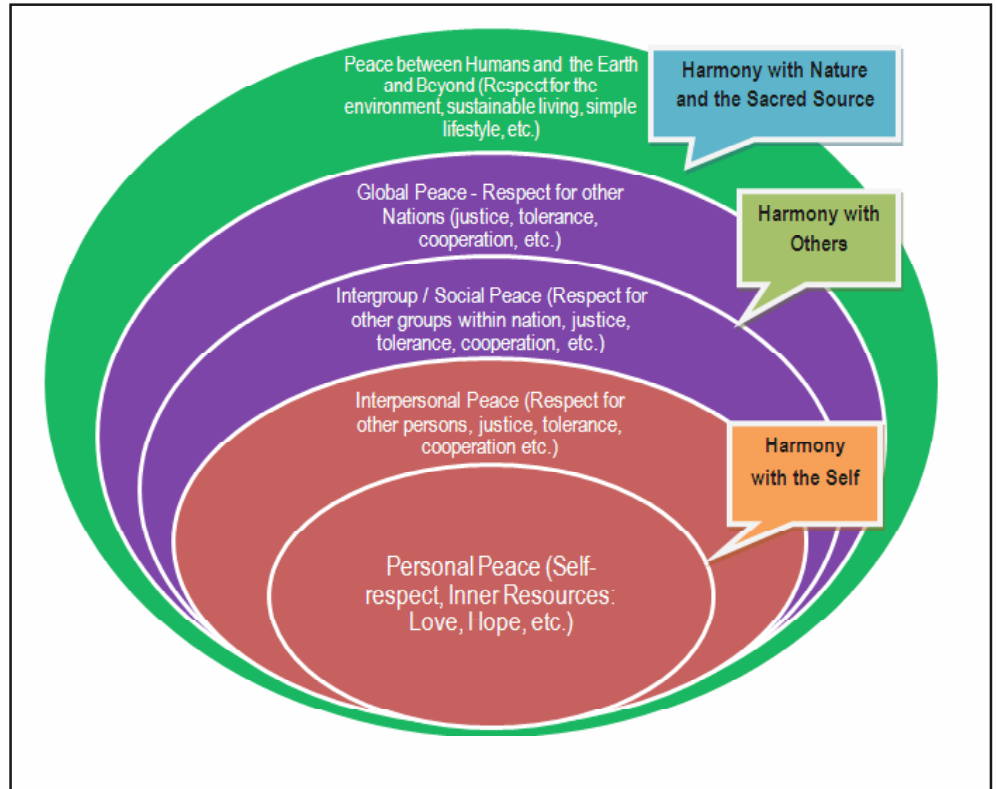 Peace between Humans and the Earth
and Beyond (Respect for the
environment, sustainable living, simple
lifestyle, etc.)
Harmony with Nature
and the Sacred Source
Global Peace - Respect for other
Nations (justice, tolerance,
cooperation, etc.)
Harmony with
Others
Intergroup / Social Peace (Respect for
other groups within nation, justice,
tolerance, cooperation, etc.)
Interpersonal Peace (Respect for
other persons, justice, tolerance,
cooperation etc.)
Harmony
with the Self
Personal Peace (Self-
respect, Inner Resources:
Love, Hope, etc.)